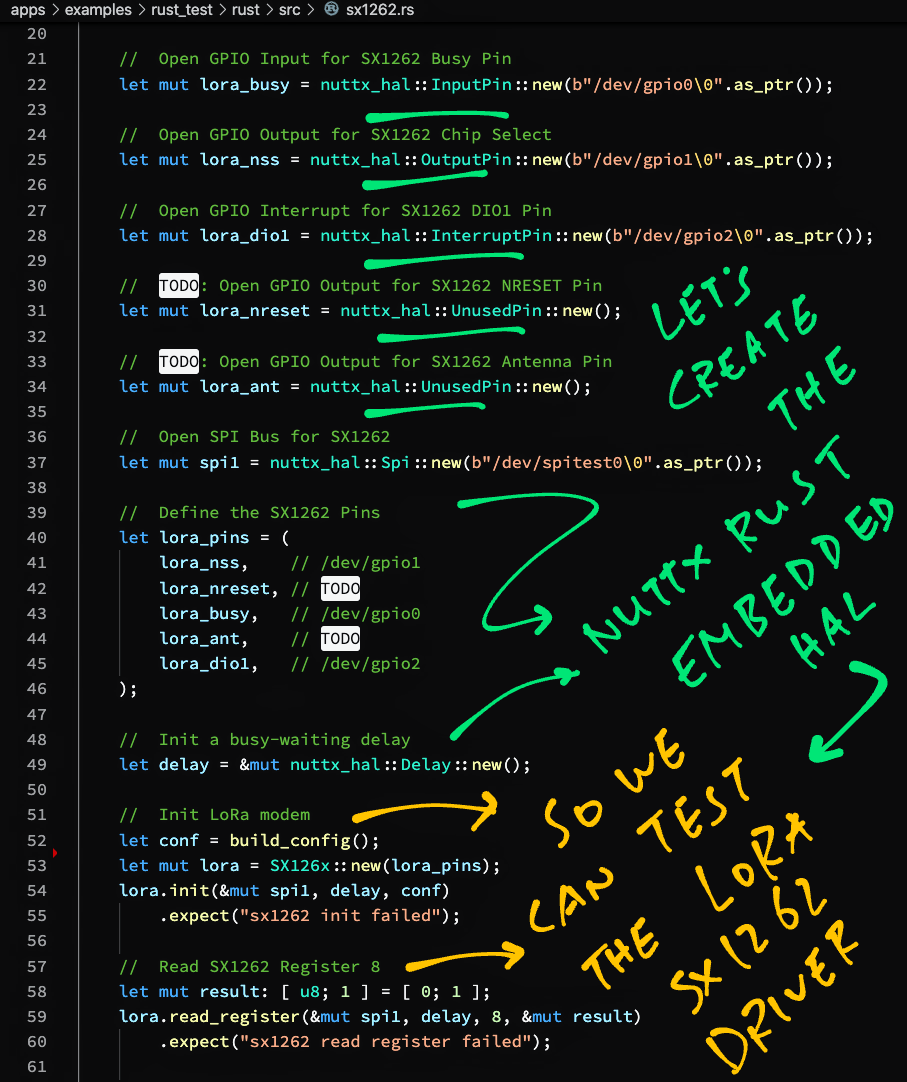 apps > examples > rust_test > rust > src > sx1262.rs
20
21 // Open GPIO Input for SX1262 Busy Pin
22 let mut lora_busy = nuttx_hal::InputPin::new(b"/dev/gpio0\0".as_ptr());
23
24 // Open GPIO Output for SX1262 Chip Select
25 let mut lora_nss = nuttx_hal::OutputPin::new(b"/dev/gpio1\0".as_ptr());
26
27 // Open GPIO Interrupt for SX1262 DIO1 Pin
28 let mut lora_dio1 = nuttx_hal::InterruptPin::new(b"/dev/gpio2\0".as_ptr());
29
30 // TODO: Open GPIO Output for SX1262 NRESET Pin
31 let mut lora_nreset = nuttx_hal::UnusedPin::new();
32
33 // TODO: Open GPIO Output for SX1262 Antenna Pin
34 let mut lora_ant = nuttx_hal::UnusedPin::new();
35
36 // Open SPI Bus for SX1262
37 let mut spi1 = nuttx_hal::Spi::new(b"/dev/spitest0\0".as_ptr());
38
39 // Define the SX1262 Pins
40 let lora_pins = (
41 lora_nss, // /dev/gpio1
42 lora_nreset, // TODO
43 lora_busy, // /dev/gpio0
44 lora_ant, // TODO
45 lora_dio1, // /dev/gpio2
46 );
47
48 // Init a busy-waiting delay
49 let delay = &mut nuttx_hal::Delay::new();
50
51 // Init LoRa modem
52 let conf = build_config();
53 let mut lora = SX126x::new(lora_pins);
54 lora.init(&mut spi1, delay, conf)
55 .expect("sx1262 init failed");
56
57 // Read SX1262 Register 8
58 let mut result: [ u8; 1 ] = [ 0; 1 ];
59 lora.read_register(&mut spi1, delay, 8, &mut result)
60 .expect("sx1262 read register failed");
61
LET'S
CREATE
THE
NUTTX RUST
EMBEDDED
HAL
SO WE
CAN TEST
THE LORA
SX1262
DRIVER